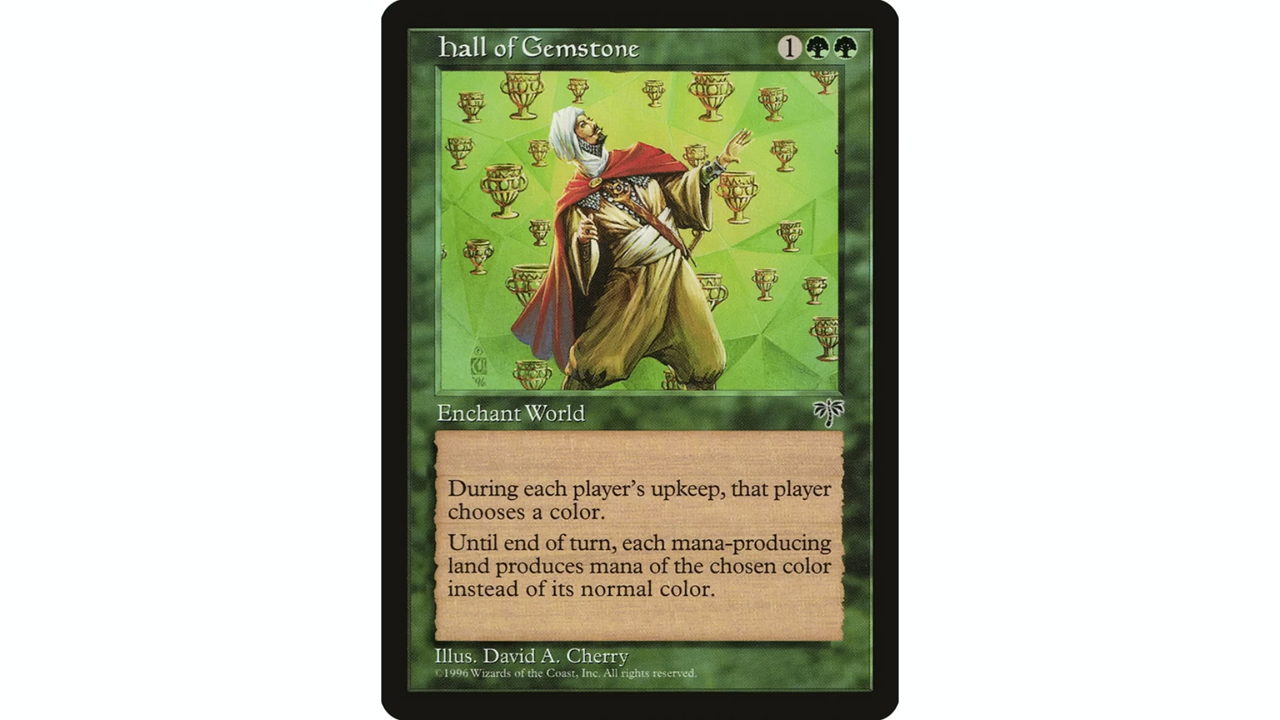 Hall of Gemstone
1
Enchant World
During each player's upkeep, that player
chooses a color.
Until end of turn, each mana-producing
land produces mana of the chosen color
instead of its normal color.
Illus. David A. Cherry
©1996 Wizards of the Coast, Inc. All rights reserved.
'96